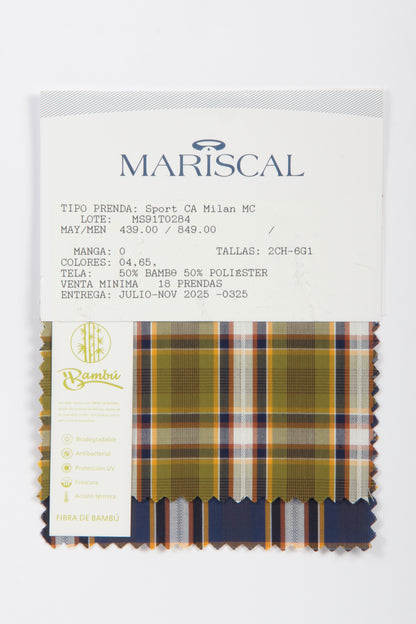 MARISCAL
TIPO PRENDA: Sport CA Milan MC
LOTE: MS91T0284
MAY/MEN 439.00 / 849.00 /
MANGA: 0 TALLAS: 2CH-6G1
COLORES: 04,65,
TELA: 50% BAMBO 50% POLIÉSTER
VENTA MINIMA 18 PRENDAS
ENTREGA: JULIO-NOV 2025 -0325
Bambú
Biodegradable
Antibacterial
Protección UV
Frescura
Acción térmica
FIBRA DE BAMBÚ